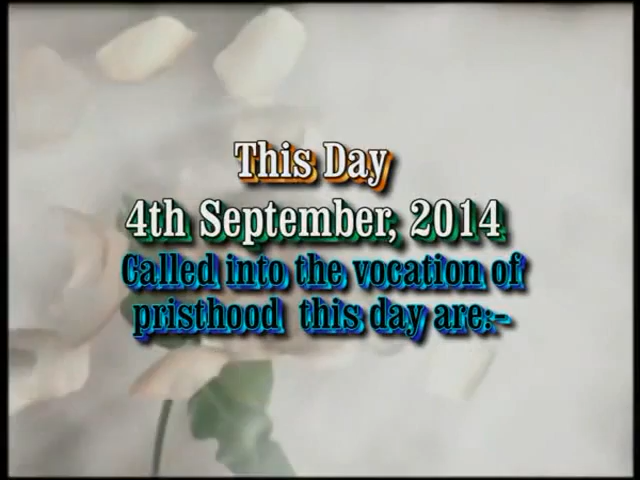 This Day
4th September, 2014
Called into the vocation of
pristhood this day are:-